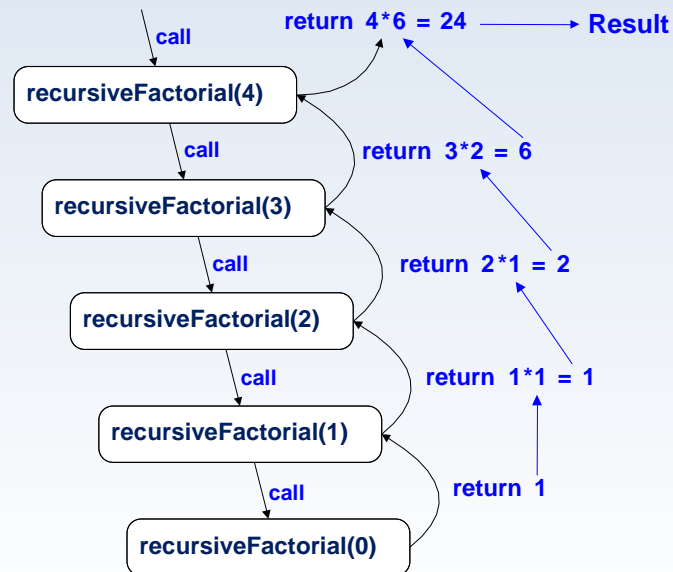 return 4*6 = 24
Result
call
recursiveFactorial(4)
call
return 3*2 = 6
recursiveFactorial(3)
call
return 2*1 = 2
recursiveFactorial(2)
call
return 1*1 = 1
recursiveFactorial(1)
call
return 1
recursiveFactorial(0)